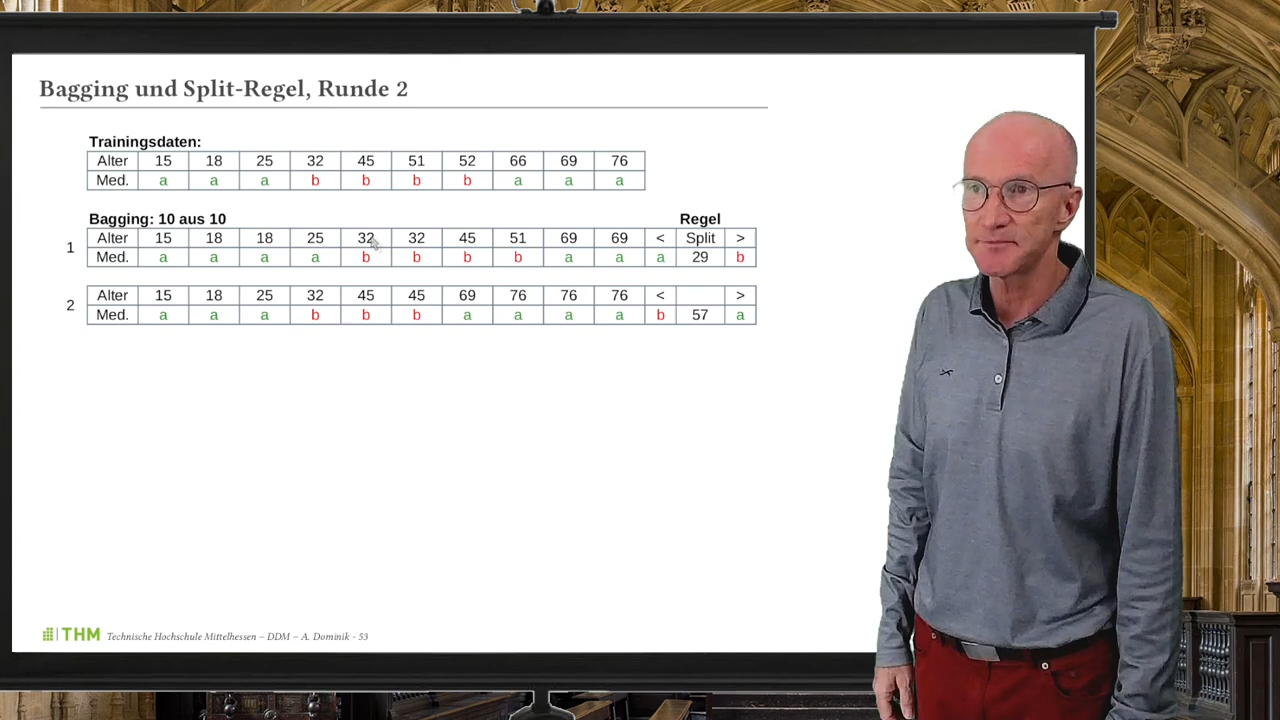 Bagging und Split-Regel, Runde 2
Trainingsdaten:
Alter 15 18 25 32 45 51 52 66 69 76
Med. a a a b b b b a a a
Bagging: 10 aus 10 Regel
1
Alter 15 18 18 25 32 32 45 51 69 69 < Split >
Med. a a a a b b b b a a a 29 b
2
Alter 15 18 25 32 45 45 69 76 76 76 < >
Med. a a a b b b a a a a b 57 a
THM Technische Hochschule Mittelhessen – DDM – A. Dominik - 53